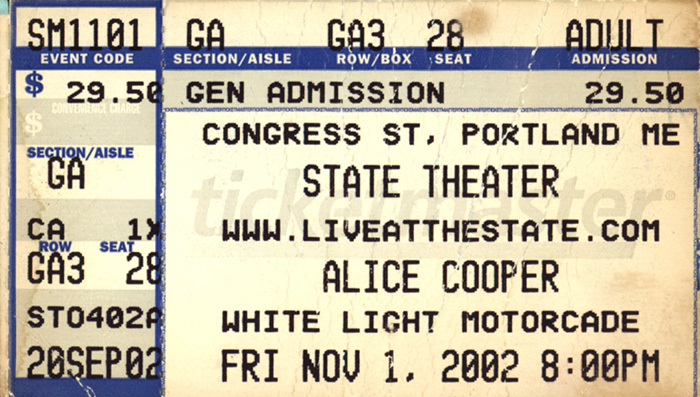 SM1101 GA GA3 28 ADULT
EVENT CODE SECTION/AISLE ROW/BOX SEAT ADMISSION
$ 29.50 GEN ADMISSION 29.50
$ CONVENIENCE CHARGE
CONGRESS ST, PORTLAND ME
SECTION/AISLE
GA
STATE THEATER
ticketmaster®
CA 1X
WWW.LIVEATTHESTATE.COM
ROW SEAT
GA3 28
ALICE COOPER
STO402A
WHITE LIGHT MOTORCADE
20SEP02
FRI NOV 1, 2002 8:00PM